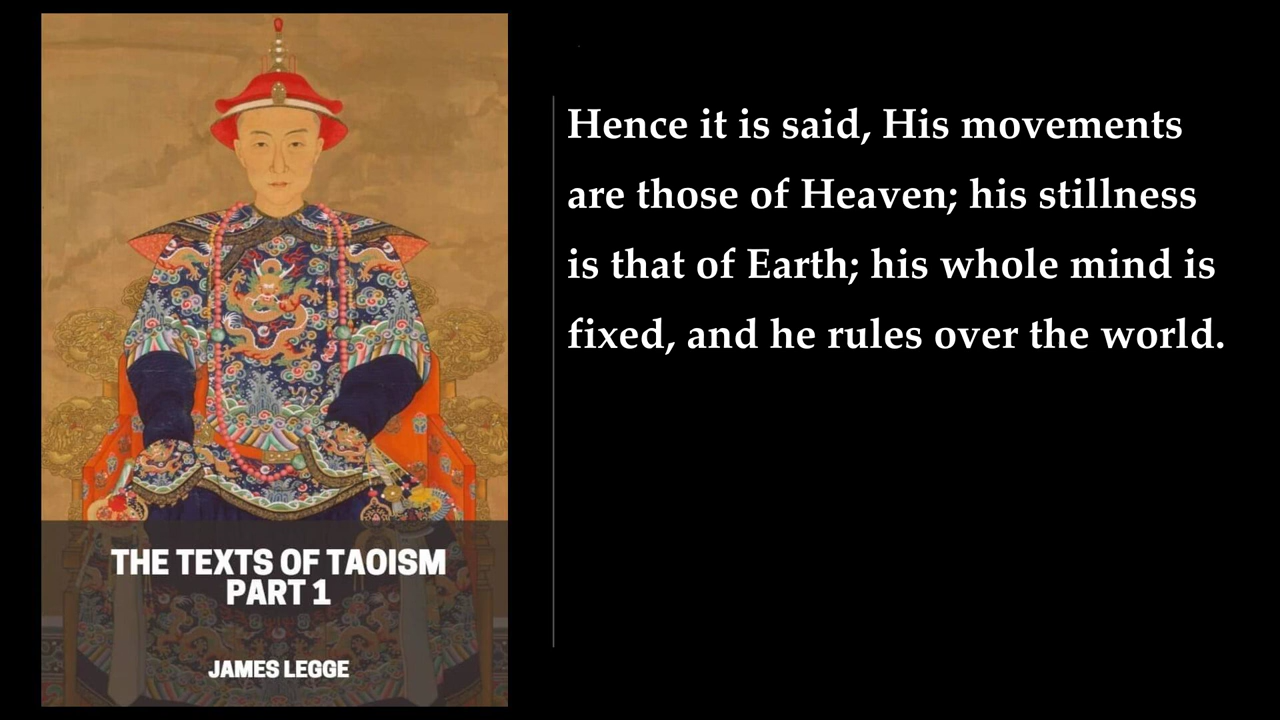 Hence it is said, His movements
are those of Heaven; his stillness
is that of Earth; his whole mind is
fixed, and he rules over the world.
THE TEXTS OF TAOISM
PART 1
JAMES LEGGE